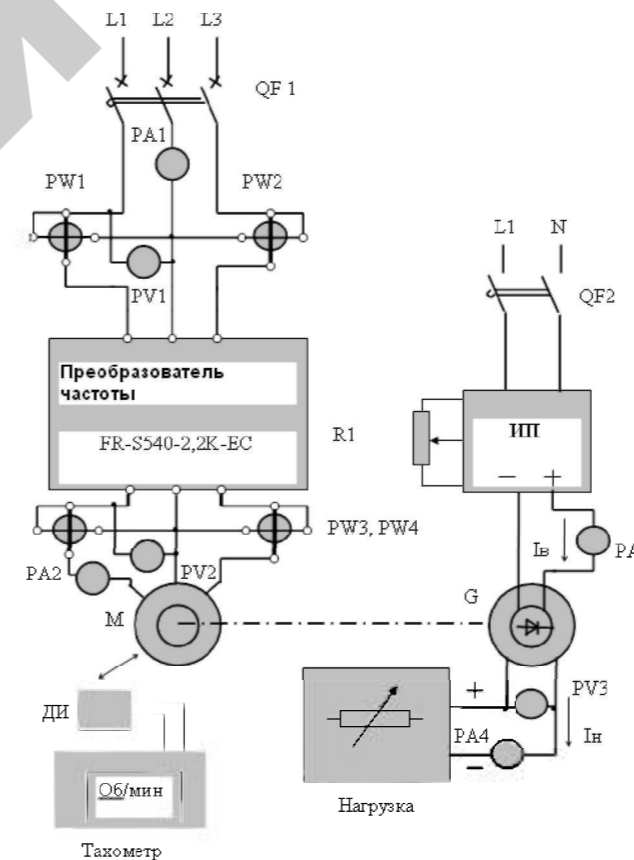 L1 L2 L3
QF 1
PA1
PW1 PW2
PV1
L1 N
QF2
Преобразователь
частоты
FR-S540-2,2K-EC
R1
ИП
− +
PW3, PW4
PA2
PV2
Iв
PA
G
M
ДИ
+
PV3
PA4
−
Iн
Об/мин
Нагрузка
Тахометр